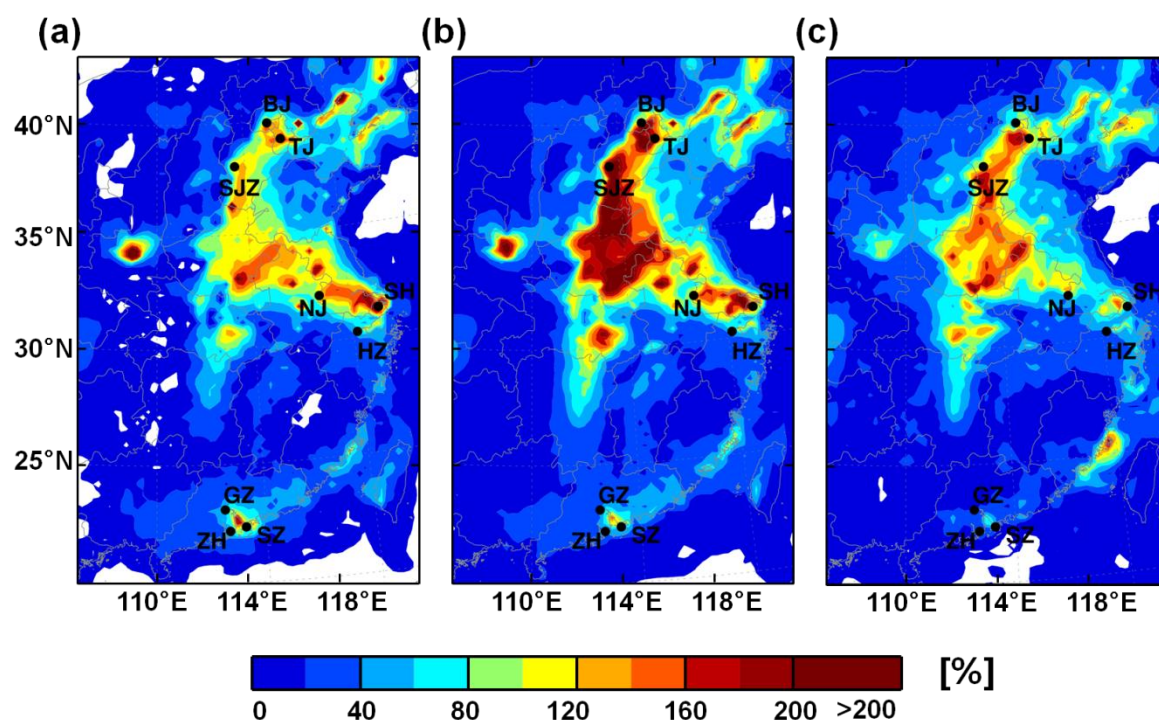 (a) (b) (c)
BJ BJ BJ
40°N TJ TJ TJ
SJZ SJZ SJZ
35°N
SH SH
NJ NJ NJ
30°N HZ HZ HZ
25°N
GZ GZ GZ
ZH SZ ZH SZ ZH SZ
110°E 114°E 118°E 110°E 114°E 118°E 110°E 114°E 118°E
[%]
0 40 80 120 160 200 >200